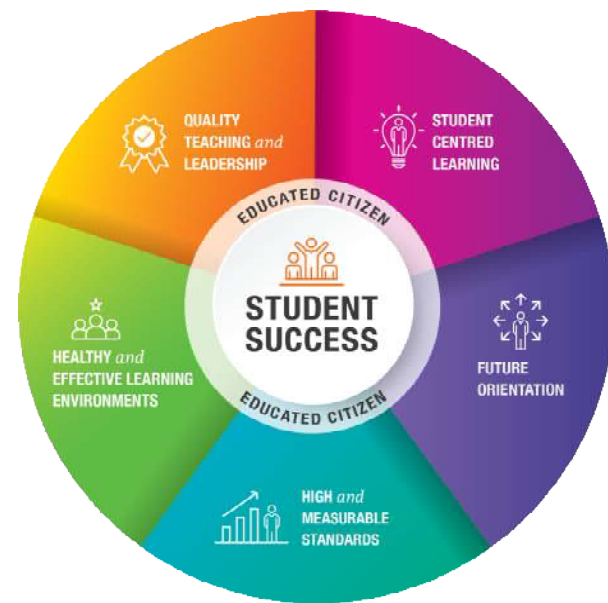 QUALITY
TEACHING and
LEADERSHIP
STUDENT
CENTRED
LEARNING
EDUCATED CITIZEN
STUDENT
SUCCESS
EDUCATED CITIZEN
HEALTHY and
EFFECTIVE LEARNING
ENVIRONMENTS
FUTURE
ORIENTATION
HIGH and
MEASURABLE
STANDARDS